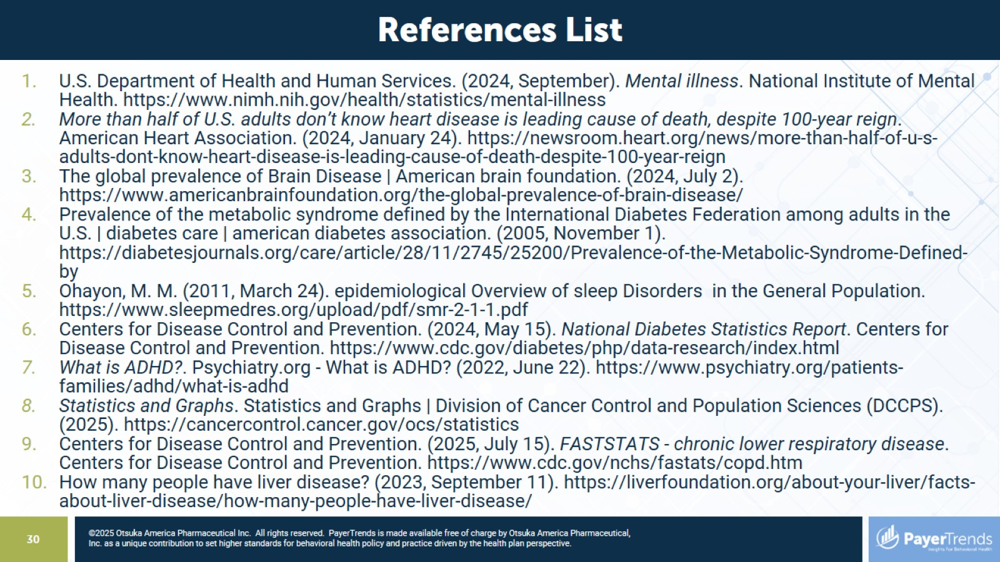 References List
1. U.S. Department of Health and Human Services. (2024, September). Mental illness. National Institute of Mental
Health. https://www.nimh.nih.gov/health/statistics/mental-illness
2. More than half of U.S. adults don’t know heart disease is leading cause of death, despite 100-year reign.
American Heart Association. (2024, January 24). https://newsroom.heart.org/news/more-than-half-of-u-s-
adults-dont-know-heart-disease-is-leading-cause-of-death-despite-100-year-reign
3. The global prevalence of Brain Disease | American brain foundation. (2024, July 2).
https://www.americanbrainfoundation.org/the-global-prevalence-of-brain-disease/
4. Prevalence of the metabolic syndrome defined by the International Diabetes Federation among adults in the
U.S. | diabetes care | american diabetes association. (2005, November 1).
https://diabetesjournals.org/care/article/28/11/2745/25200/Prevalence-of-the-Metabolic-Syndrome-Defined-
by
5. Ohayon, M. M. (2011, March 24). epidemiological Overview of sleep Disorders  in the General Population.
https://www.sleepmedres.org/upload/pdf/smr-2-1-1.pdf
6. Centers for Disease Control and Prevention. (2024, May 15). National Diabetes Statistics Report. Centers for
Disease Control and Prevention. https://www.cdc.gov/diabetes/php/data-research/index.html
7. What is ADHD?. Psychiatry.org - What is ADHD? (2022, June 22). https://www.psychiatry.org/patients-
families/adhd/what-is-adhd
8. Statistics and Graphs. Statistics and Graphs | Division of Cancer Control and Population Sciences (DCCPS).
(2025). https://cancercontrol.cancer.gov/ocs/statistics
9. Centers for Disease Control and Prevention. (2025, July 15). FASTSTATS - chronic lower respiratory disease.
Centers for Disease Control and Prevention. https://www.cdc.gov/nchs/fastats/copd.htm
10. How many people have liver disease? (2023, September 11). https://liverfoundation.org/about-your-liver/facts-
about-liver-disease/how-many-people-have-liver-disease/
30
©2025 Otsuka America Pharmaceutical Inc.  All rights reserved.  PayerTrends is made available free of charge by Otsuka America Pharmaceutical,
Inc. as a unique contribution to set higher standards for behavioral health policy and practice driven by the health plan perspective.
PayerTrends
Insights For Behavioral Health